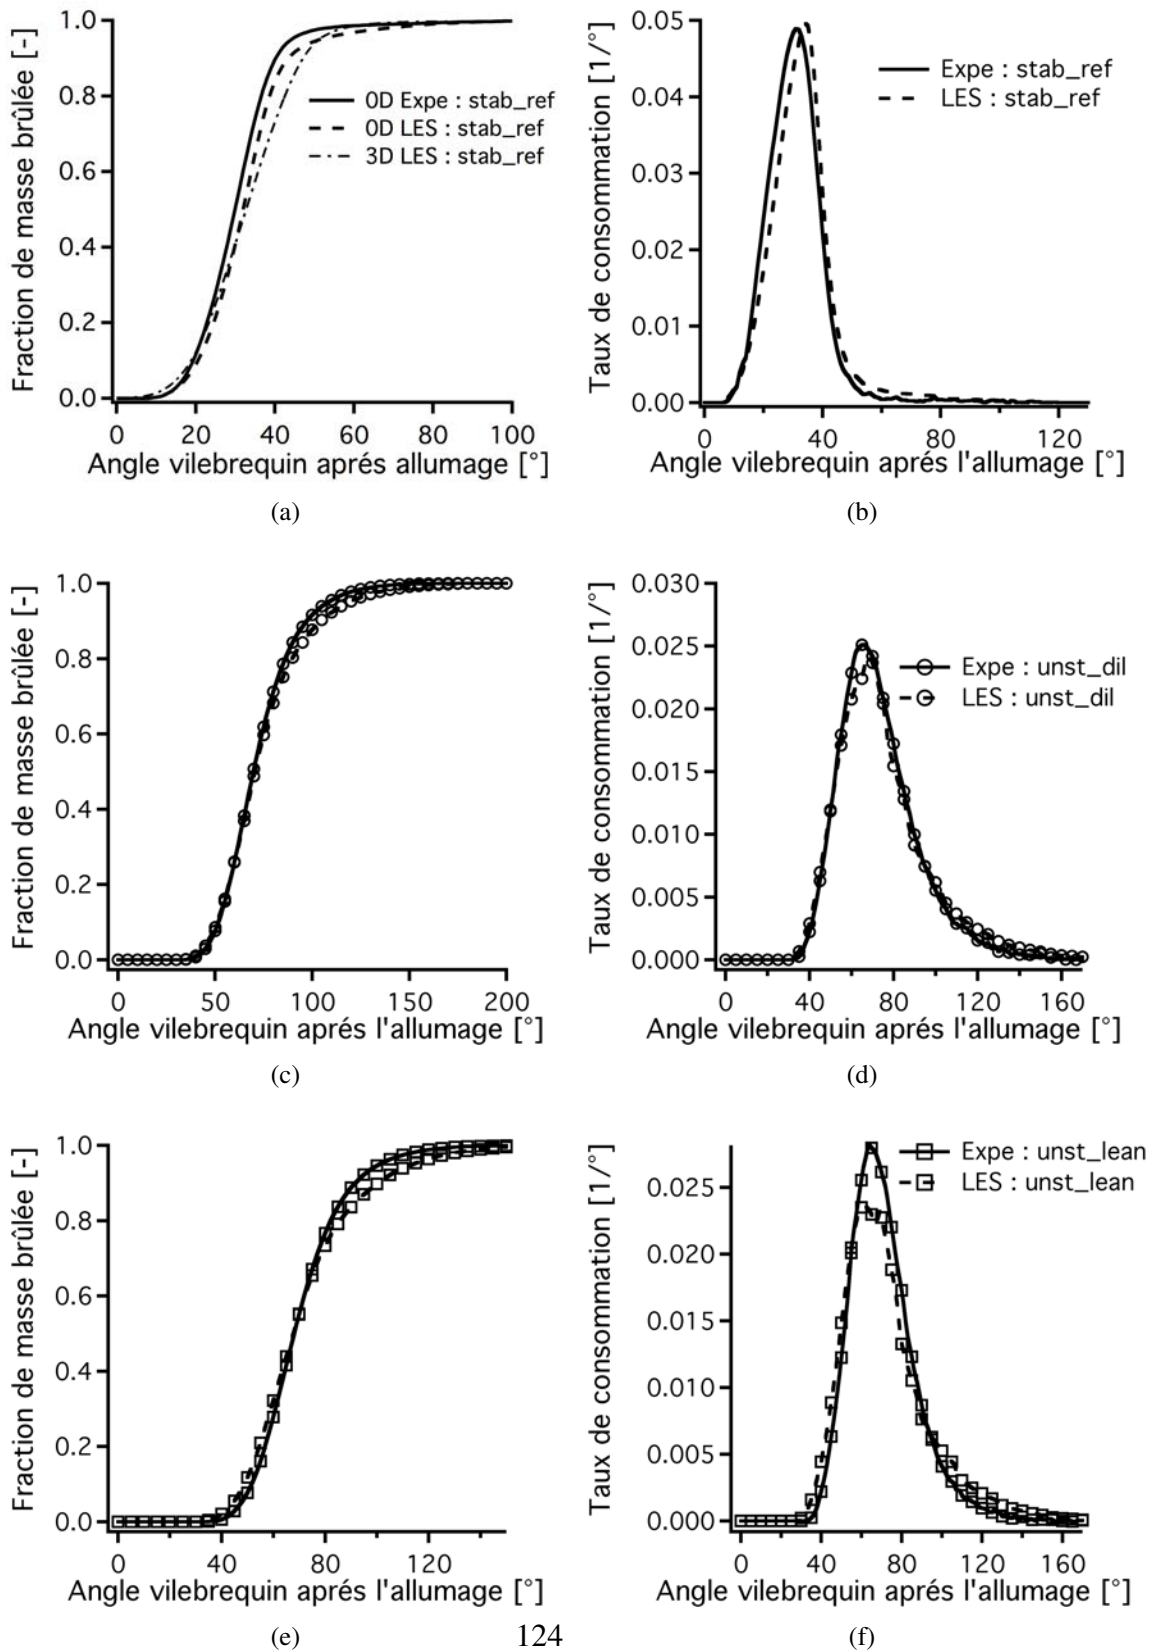 Fraction de masse brûlée [-]
1.0
0.8
0.6
0.4
0.2
0.0
0D Expe : stab_ref
0D LES : stab_ref
3D LES : stab_ref
0 20 40 60 80 100
Angle vilebrequin aprés allumage [°]
(a)
Taux de consommation [1/°]
0.05
0.04
0.03
0.02
0.01
0.00
Expe : stab_ref
LES : stab_ref
0 40 80 120
Angle vilebrequin aprés l'allumage [°]
(b)
Fraction de masse brûlée [-]
1.0
0.8
0.6
0.4
0.2
0.0
0 50 100 150 200
Angle vilebrequin aprés l'allumage [°]
(c)
Taux de consommation [1/°]
0.030
0.025
0.020
0.015
0.010
0.005
0.000
Expe : unst_dil
LES : unst_dil
0 40 80 120 160
Angle vilebrequin aprés l'allumage [°]
(d)
Fraction de masse brûlée [-]
1.0
0.8
0.6
0.4
0.2
0.0
0 40 80 120
Angle vilebrequin aprés l'allumage [°]
(e)
Taux de consommation [1/°]
0.025
0.020
0.015
0.010
0.005
0.000
Expe : unst_lean
LES : unst_lean
0 40 80 120 160
Angle vilebrequin aprés l'allumage [°]
(f)
124